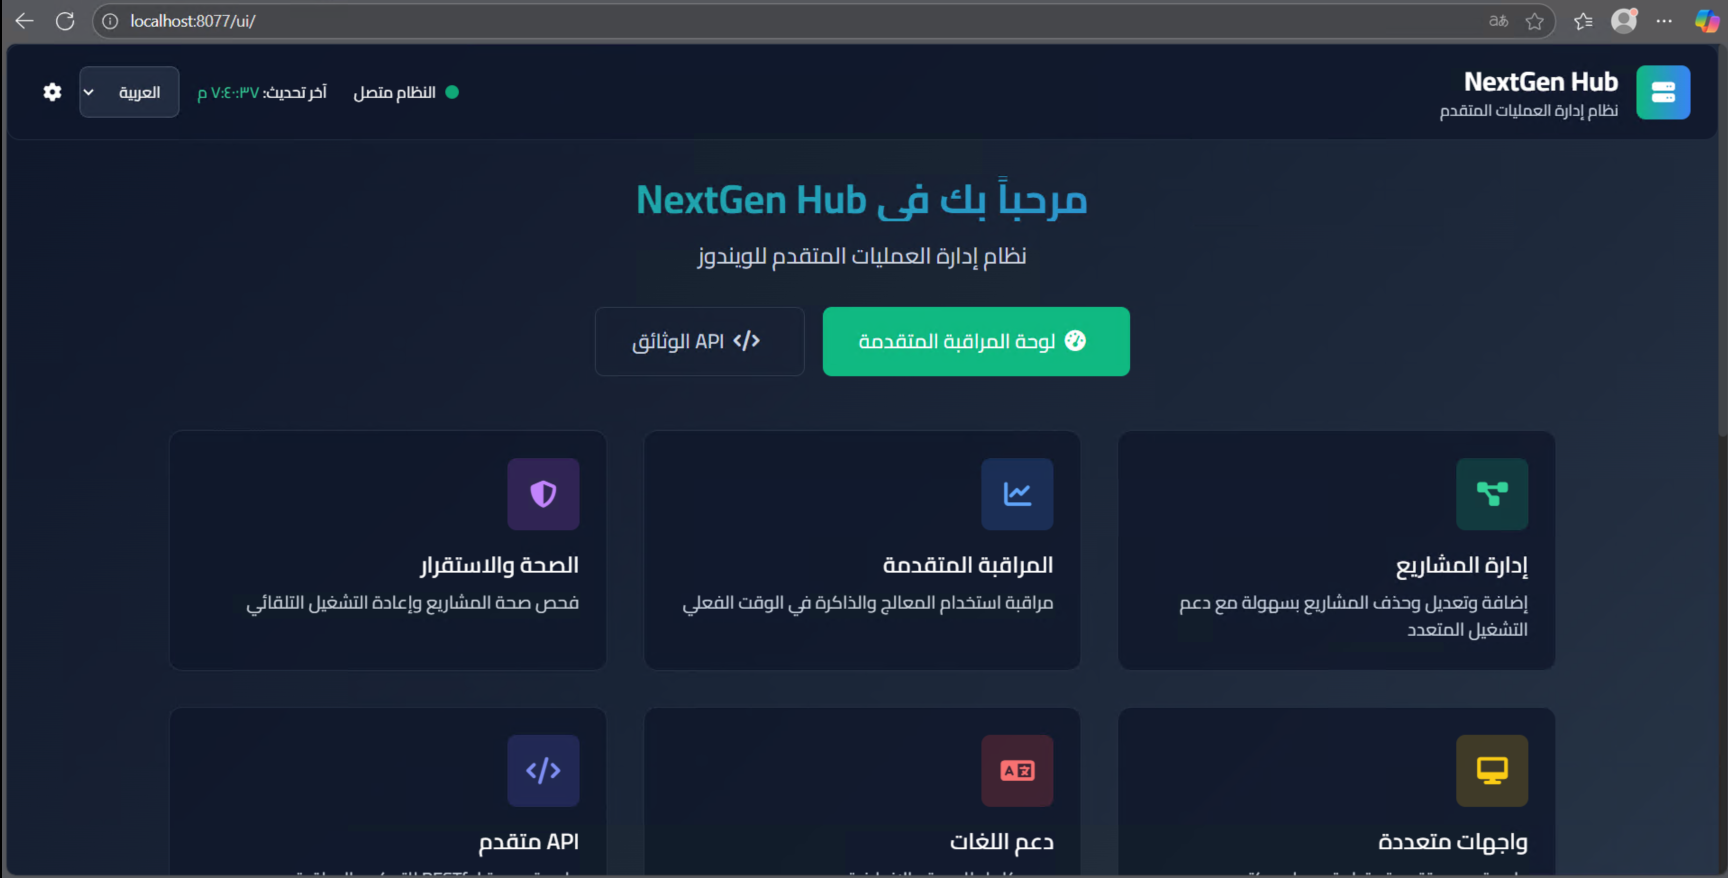 localhost:8077/ui/
NextGen Hub
نظام إدارة العمليات المتقدم
النظام متصل
آخر تحديث: ٧:٤٠:٣٧ م
العربية
مرحباً بك في NextGen Hub
نظام إدارة العمليات المتقدم للويندوز
لوحة المراقبة المتقدمة
API الوثائق
إدارة المشاريع
إضافة وتعديل وحذف المشاريع بسهولة مع دعم
التشغيل المتعدد
المراقبة المتقدمة
مراقبة استخدام المعالج والذاكرة في الوقت الفعلي
الصحة والاستقرار
فحص صحة المشاريع وإعادة التشغيل التلقائي
واجهات متعددة
دعم اللغات
API متقدم